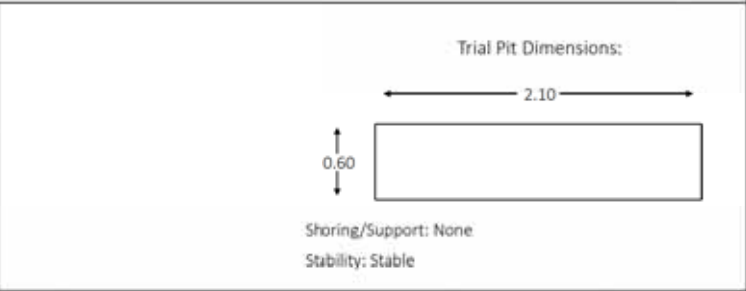 Trial Pit Dimensions:
2.10
0.60
Shoring/Support: None
Stability: Stable